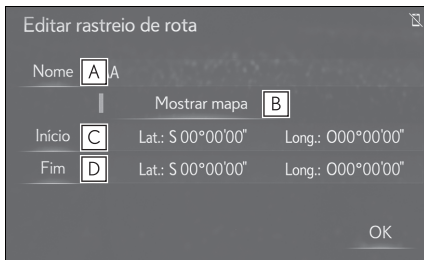 Editar rastreio de rota
Nome A A
Mostrar mapa B
Início C Lat.: S 00°00'00" Long.: O00°00'00"
Fim D Lat.: S 00°00'00" Long.: O00°00'00"
OK